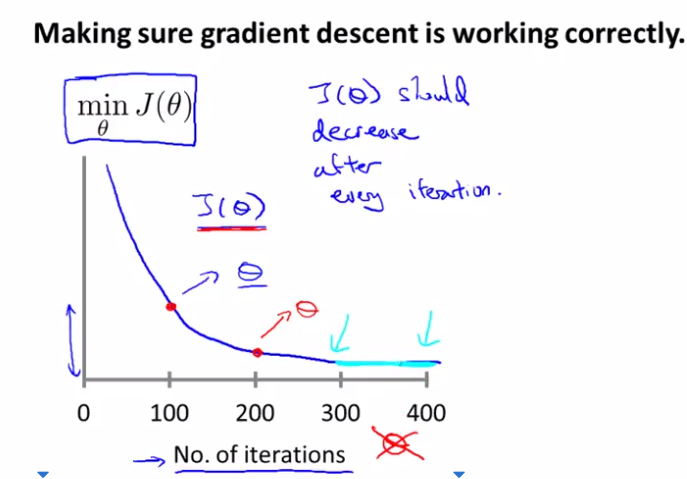 Making sure gradient descent is working correctly.
min J(θ)
θ
J(θ) should
decrease
after
every iteration.
J(θ)
θ
θ
0 100 200 300 400
No. of iterations
θ